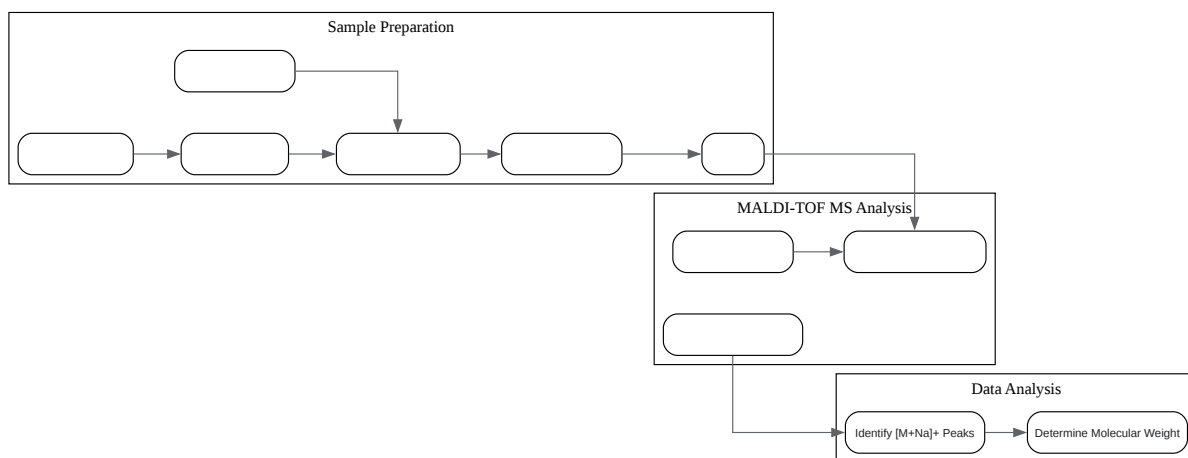 Sample Preparation
MALDI-TOF MS Analysis
Data Analysis
Identify [M+Na]+ Peaks
Determine Molecular Weight